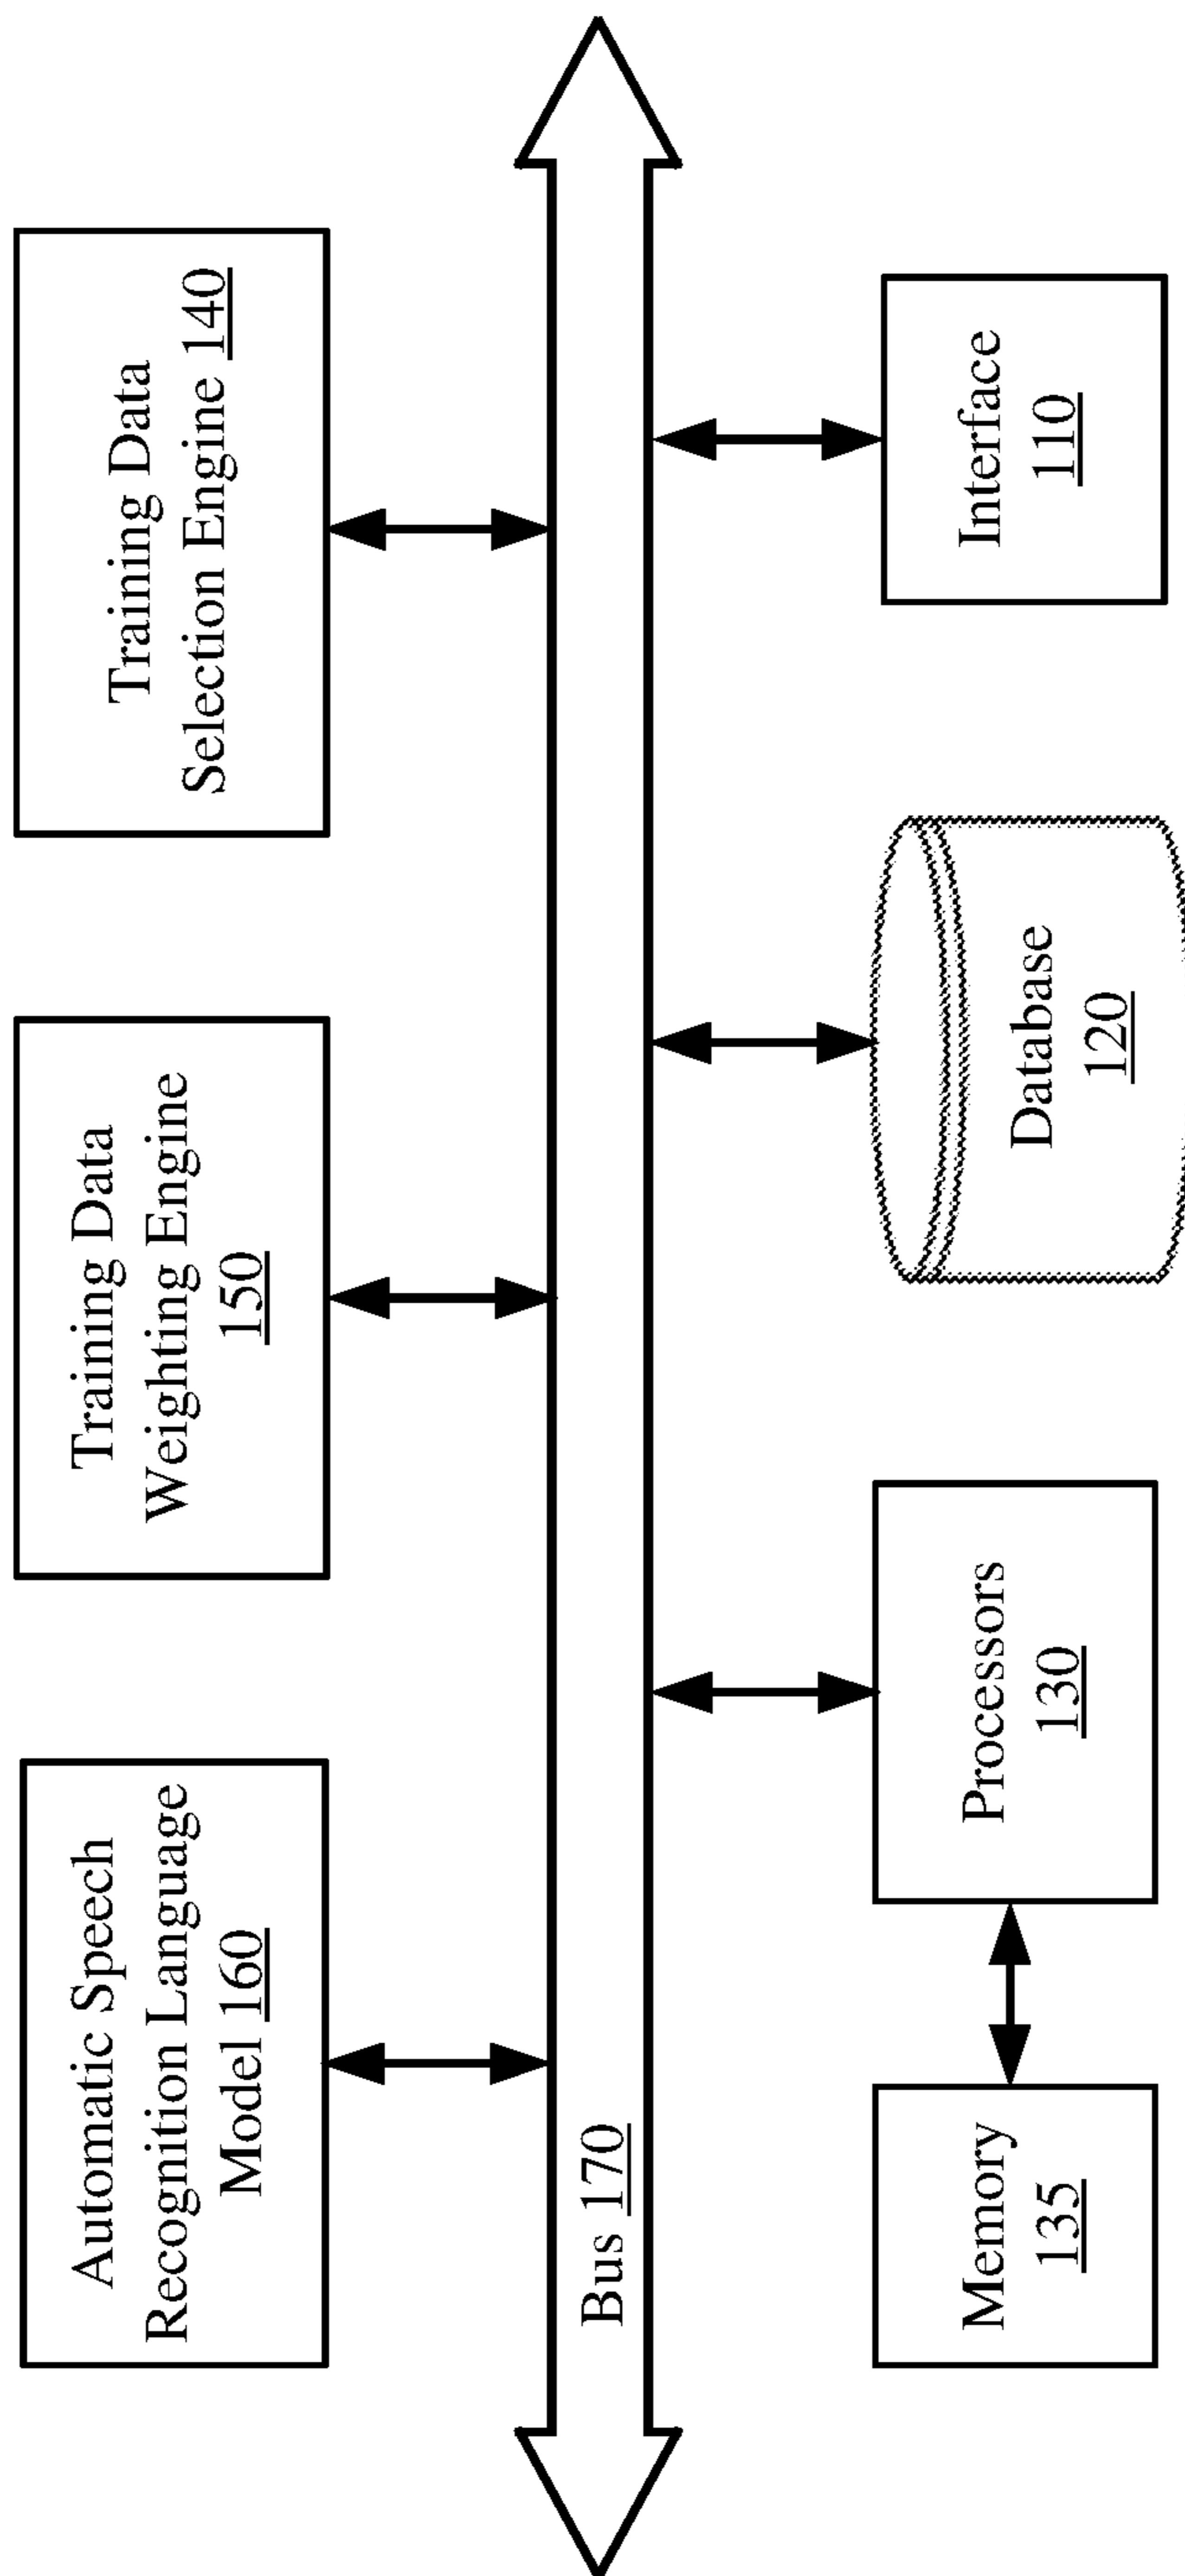 Automatic Speech
Recognition Language
Model 160
Training Data
Weighting Engine
150
Training Data
Selection Engine 140
Bus 170
Memory
135
Processors
130
Database
120
Interface
110